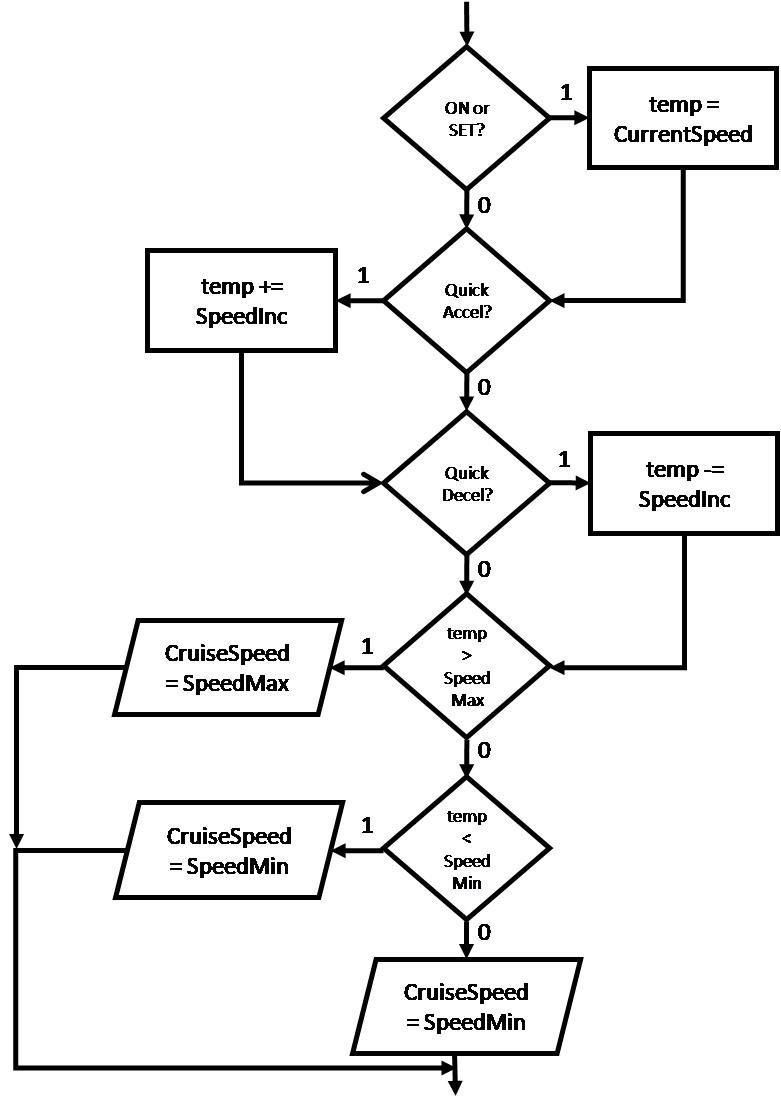 ON or
SET?
1
temp =
CurrentSpeed
0
Quick
Accel?
1
temp +=
SpeedInc
0
Quick
Decel?
1
temp -=
SpeedInc
0
temp
>
Speed
Max
1
CruiseSpeed
= SpeedMax
0
temp
<
Speed
Min
1
CruiseSpeed
= SpeedMin
0
CruiseSpeed
= SpeedMin